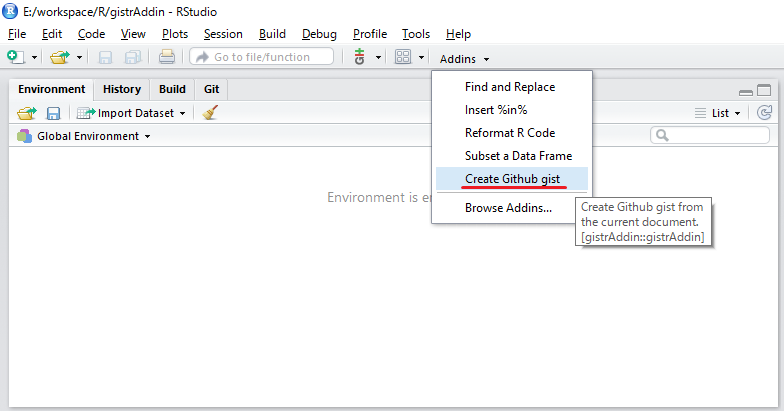 E:/workspace/R/gistrAddin - RStudio
File Edit Code View Plots Session Build Debug Profile Tools Help
Go to file/function Addins
Environment History Build Git
Import Dataset List
Global Environment
Find and Replace
Insert %in%
Reformat R Code
Subset a Data Frame
Create Github gist
Browse Addins...
Environment is e
Create Github gist from
the current document.
[gistrAddin::gistrAddin]